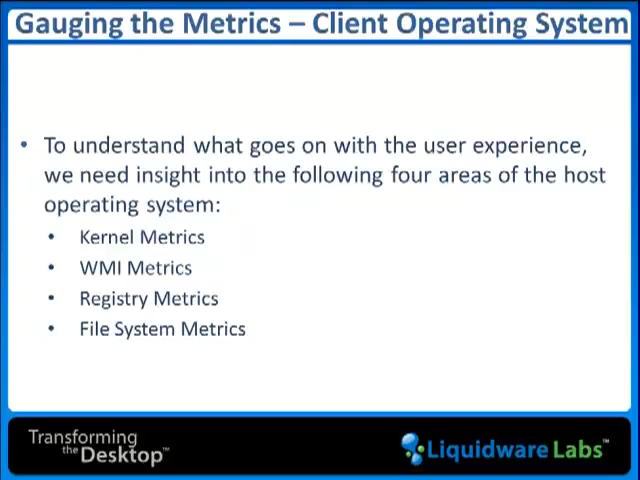 Gauging the Metrics – Client Operating System
• To understand what goes on with the user experience,
we need insight into the following four areas of the host
operating system:
• Kernel Metrics
• WMI Metrics
• Registry Metrics
• File System Metrics
Transforming
the Desktop™
Liquidware Labs™